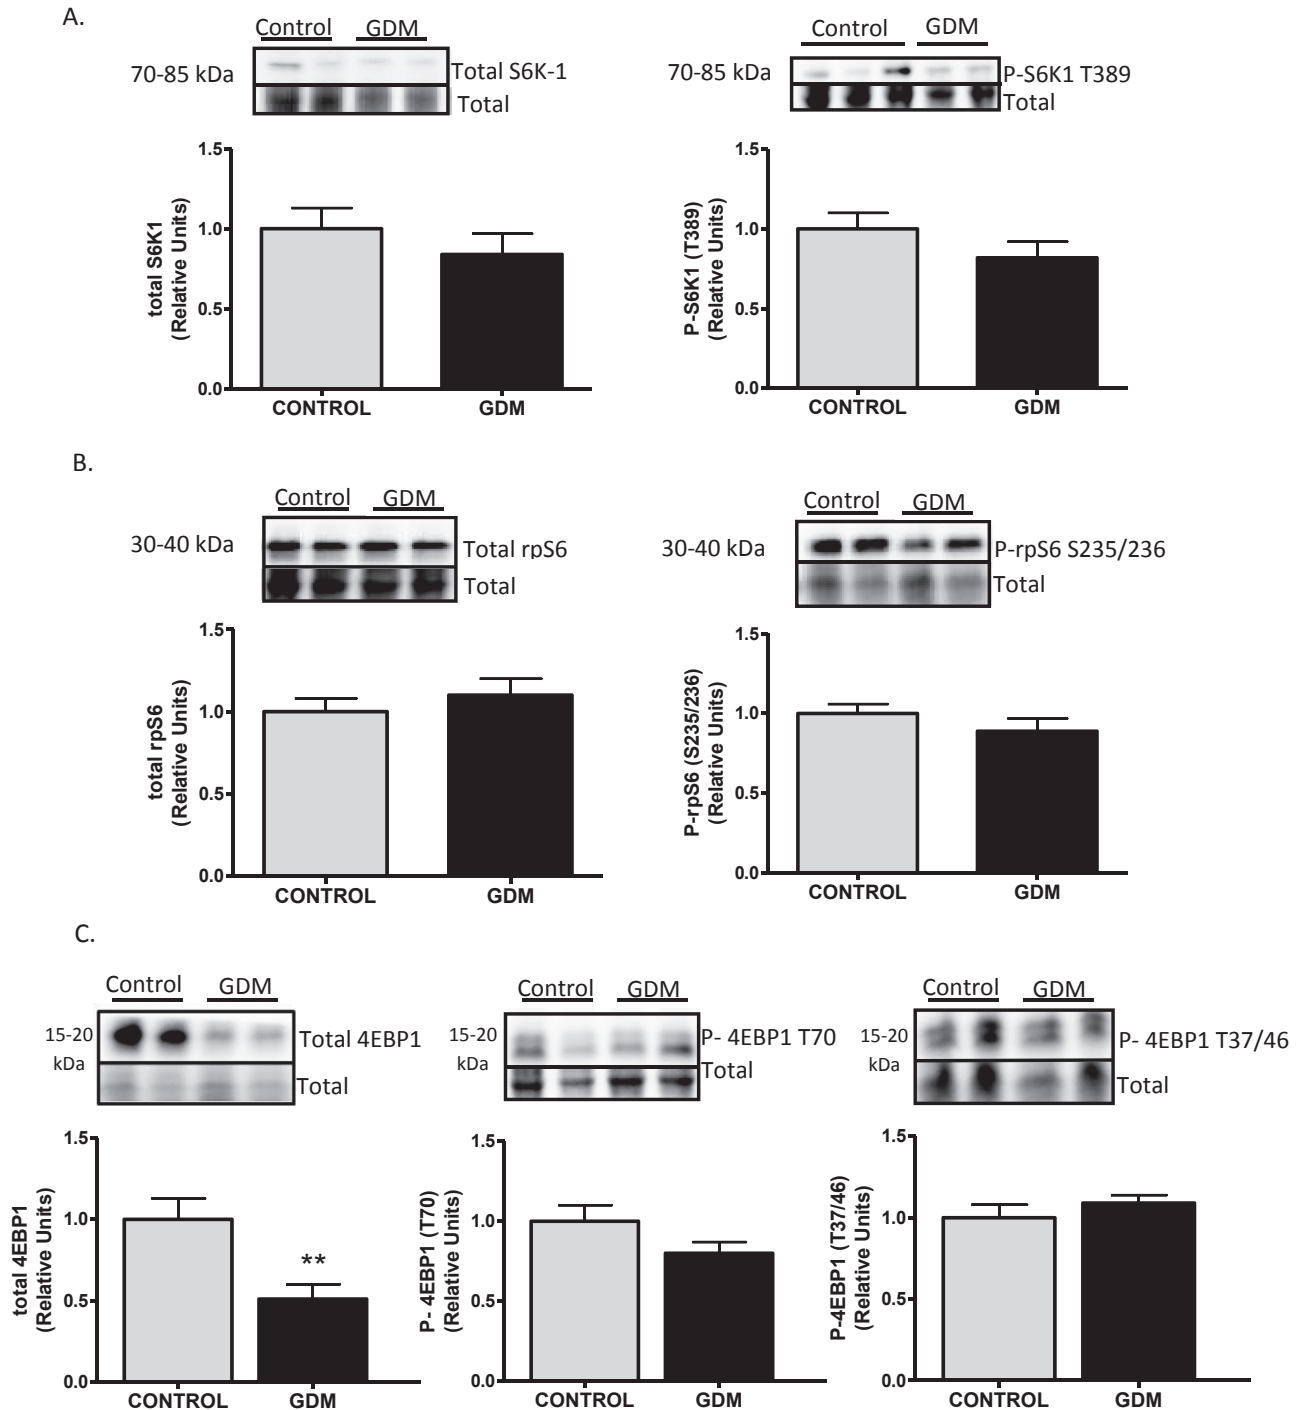 A.
Control GDM
70-85 kDa
Total S6K-1
Total
1.5
1.0
0.5
0.0
total S6K1
(Relative Units)
CONTROL GDM
Control GDM
70-85 kDa
P-S6K1 T389
Total
1.5
1.0
0.5
0.0
P-S6K1 (T389)
(Relative Units)
CONTROL GDM
B.
Control GDM
30-40 kDa
Total rpS6
Total
1.5
1.0
0.5
0.0
total rpS6
(Relative Units)
CONTROL GDM
Control GDM
30-40 kDa
P-rpS6 S235/236
Total
1.5
1.0
0.5
0.0
P-rpS6 (S235/236)
(Relative Units)
CONTROL GDM
C.
Control GDM
15-20
kDa
Total 4EBP1
Total
1.5
1.0
0.5
0.0
total 4EBP1
(Relative Units)
**
CONTROL GDM
Control GDM
15-20
kDa
P- 4EBP1 T70
Total
1.5
1.0
0.5
0.0
P- 4EBP1 (T70)
(Relative Units)
CONTROL GDM
Control GDM
15-20
kDa
P- 4EBP1 T37/46
Total
1.5
1.0
0.5
0.0
P-4EBP1 (T37/46)
(Relative Units)
CONTROL GDM